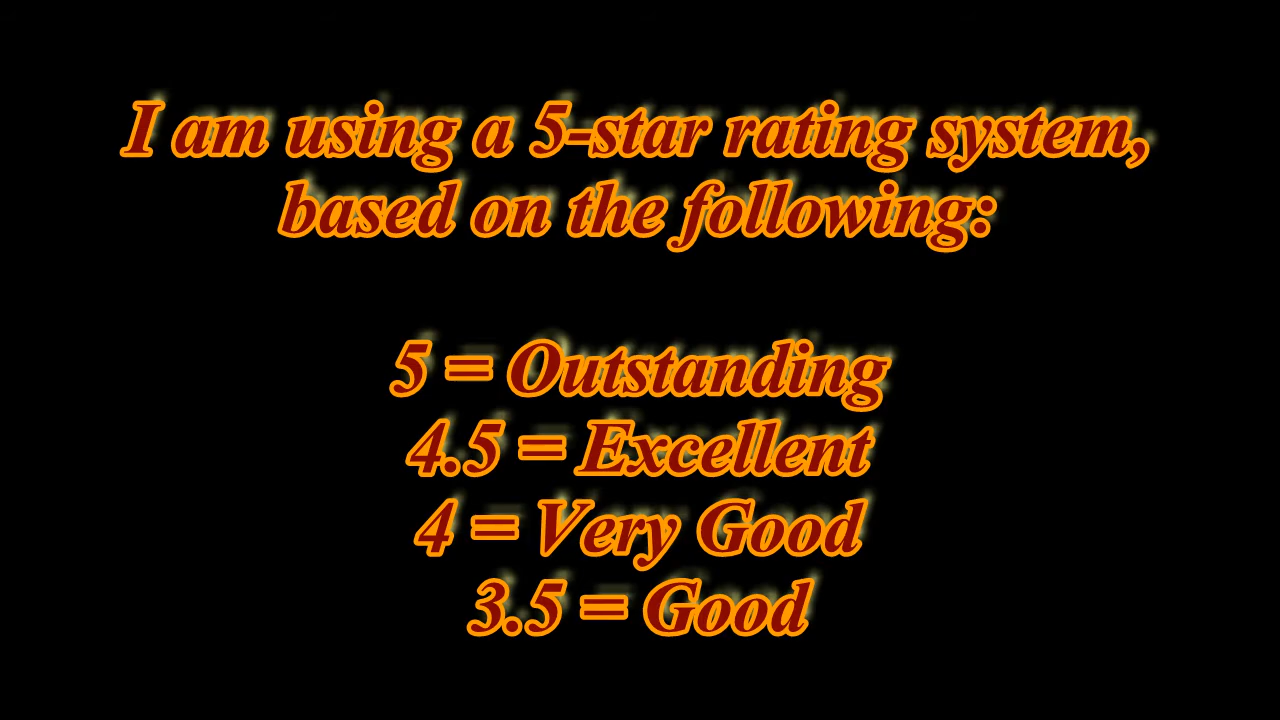 I am using a 5-star rating system,
based on the following:
5 = Outstanding
4.5 = Excellent
4 = Very Good
3.5 = Good